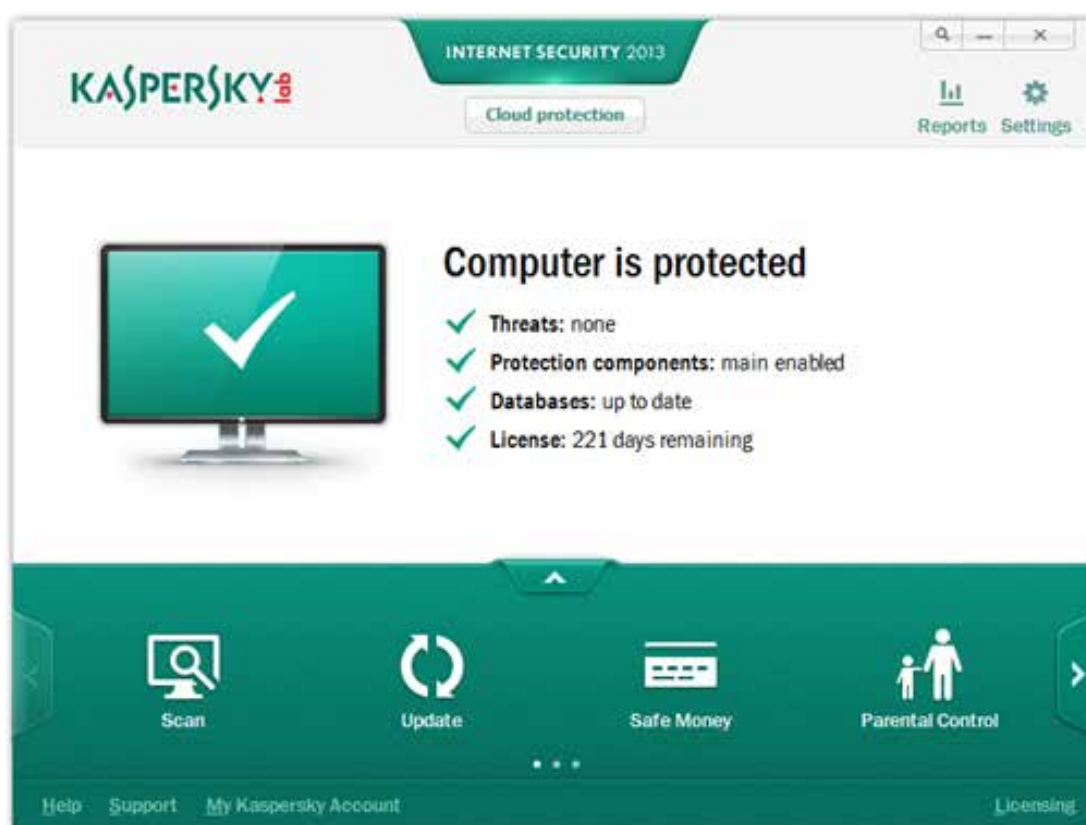 INTERNET SECURITY 2013
KASPERSKY lab
Cloud protection
Reports Settings
Computer is protected
Threats: none
Protection components: main enabled
Databases: up to date
License: 221 days remaining
Scan Update Safe Money Parental Control
Help Support My Kaspersky Account Licensing